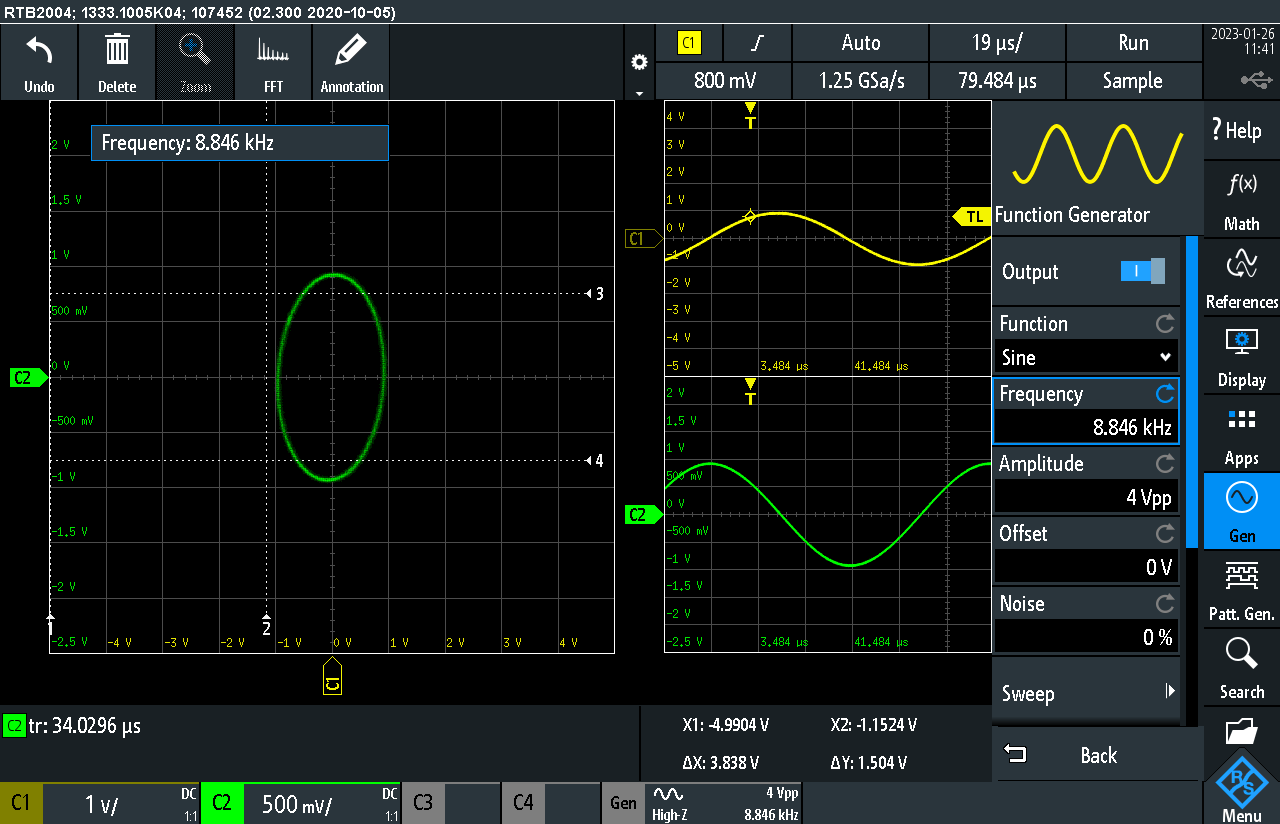 RTB2004; 1333.1005K04; 107452 (02.300 2020-10-05)
Undo
Delete
Zoom
FFT
Annotation
C1
Auto
19 µs/
Run
2023-01-26
11:41
800 mV
1.25 GSa/s
79.484 µs
Sample
Frequency: 8.846 kHz
2 V
1.5 V
1 V
500 mV
0 V
-500 mV
-1 V
-1.5 V
-2 V
-2.5 V
-4 V
-3 V
-2 V
-1 V
0 V
1 V
2 V
3 V
4 V
3
4
1
2
C2
C1
4 V
3 V
2 V
1 V
0 V
-1 V
-2 V
-3 V
-4 V
-5 V
T
TL
C1
3.484 µs
41.484 µs
2 V
1.5 V
1 V
500 mV
0 V
-500 mV
-1 V
-1.5 V
-2 V
-2.5 V
T
C2
3.484 µs
41.484 µs
Function Generator
Output
I
Function
Sine
Frequency
8.846 kHz
Amplitude
4 Vpp
Offset
0 V
Noise
0 %
Sweep
Back
? Help
f(x)
Math
References
Display
Apps
Gen
Patt. Gen.
Search
R S
Menu
C2 tr: 34.0296 µs
X1: -4.9904 V
X2: -1.1524 V
ΔX: 3.838 V
ΔY: 1.504 V
C1
1 V/
DC
1:1
C2
500 mV/
DC
1:1
C3
C4
Gen
4 Vpp
High-Z
8.846 kHz